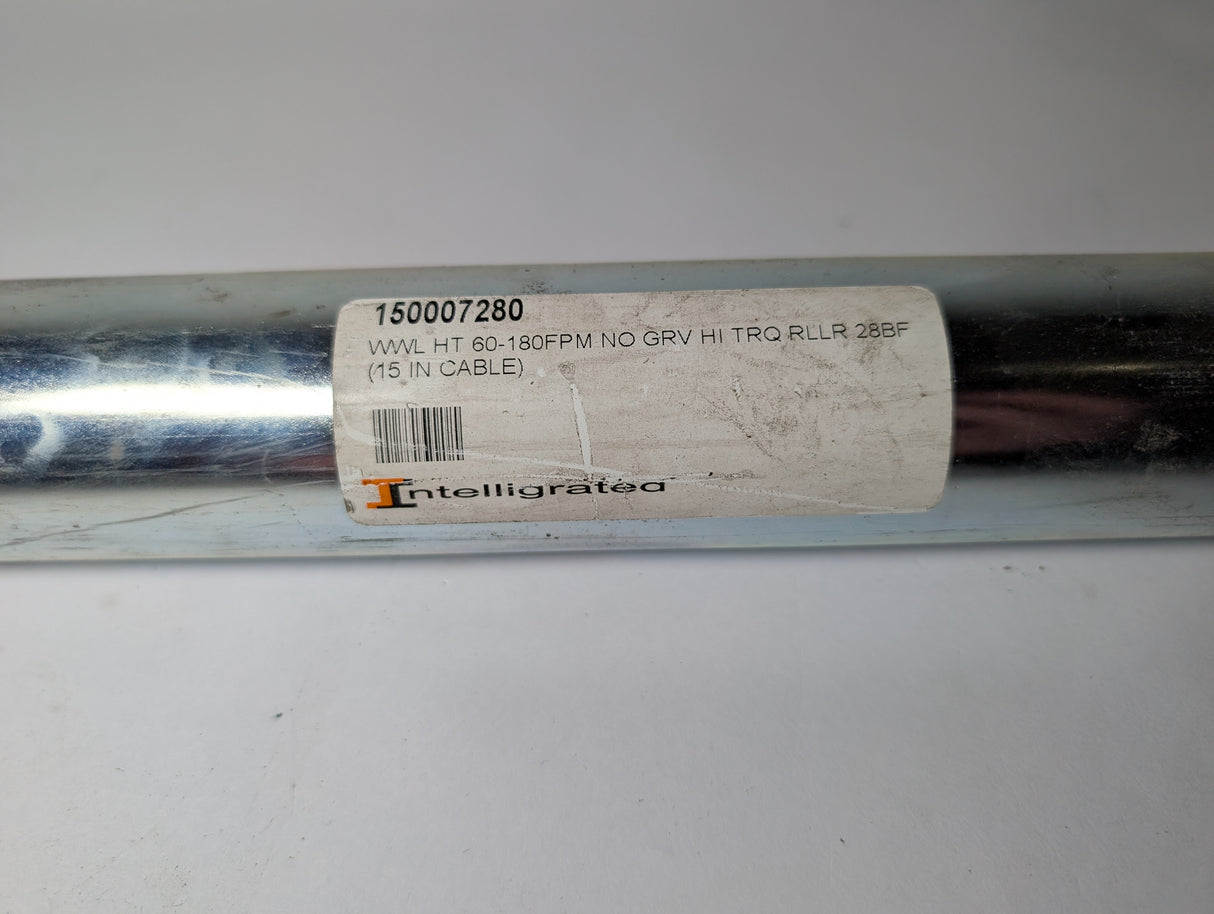 150007280
WWL HT 60-180FPM NO GRV HI TRQ RLLR 28BF
(15 IN CABLE)
Intelligrated